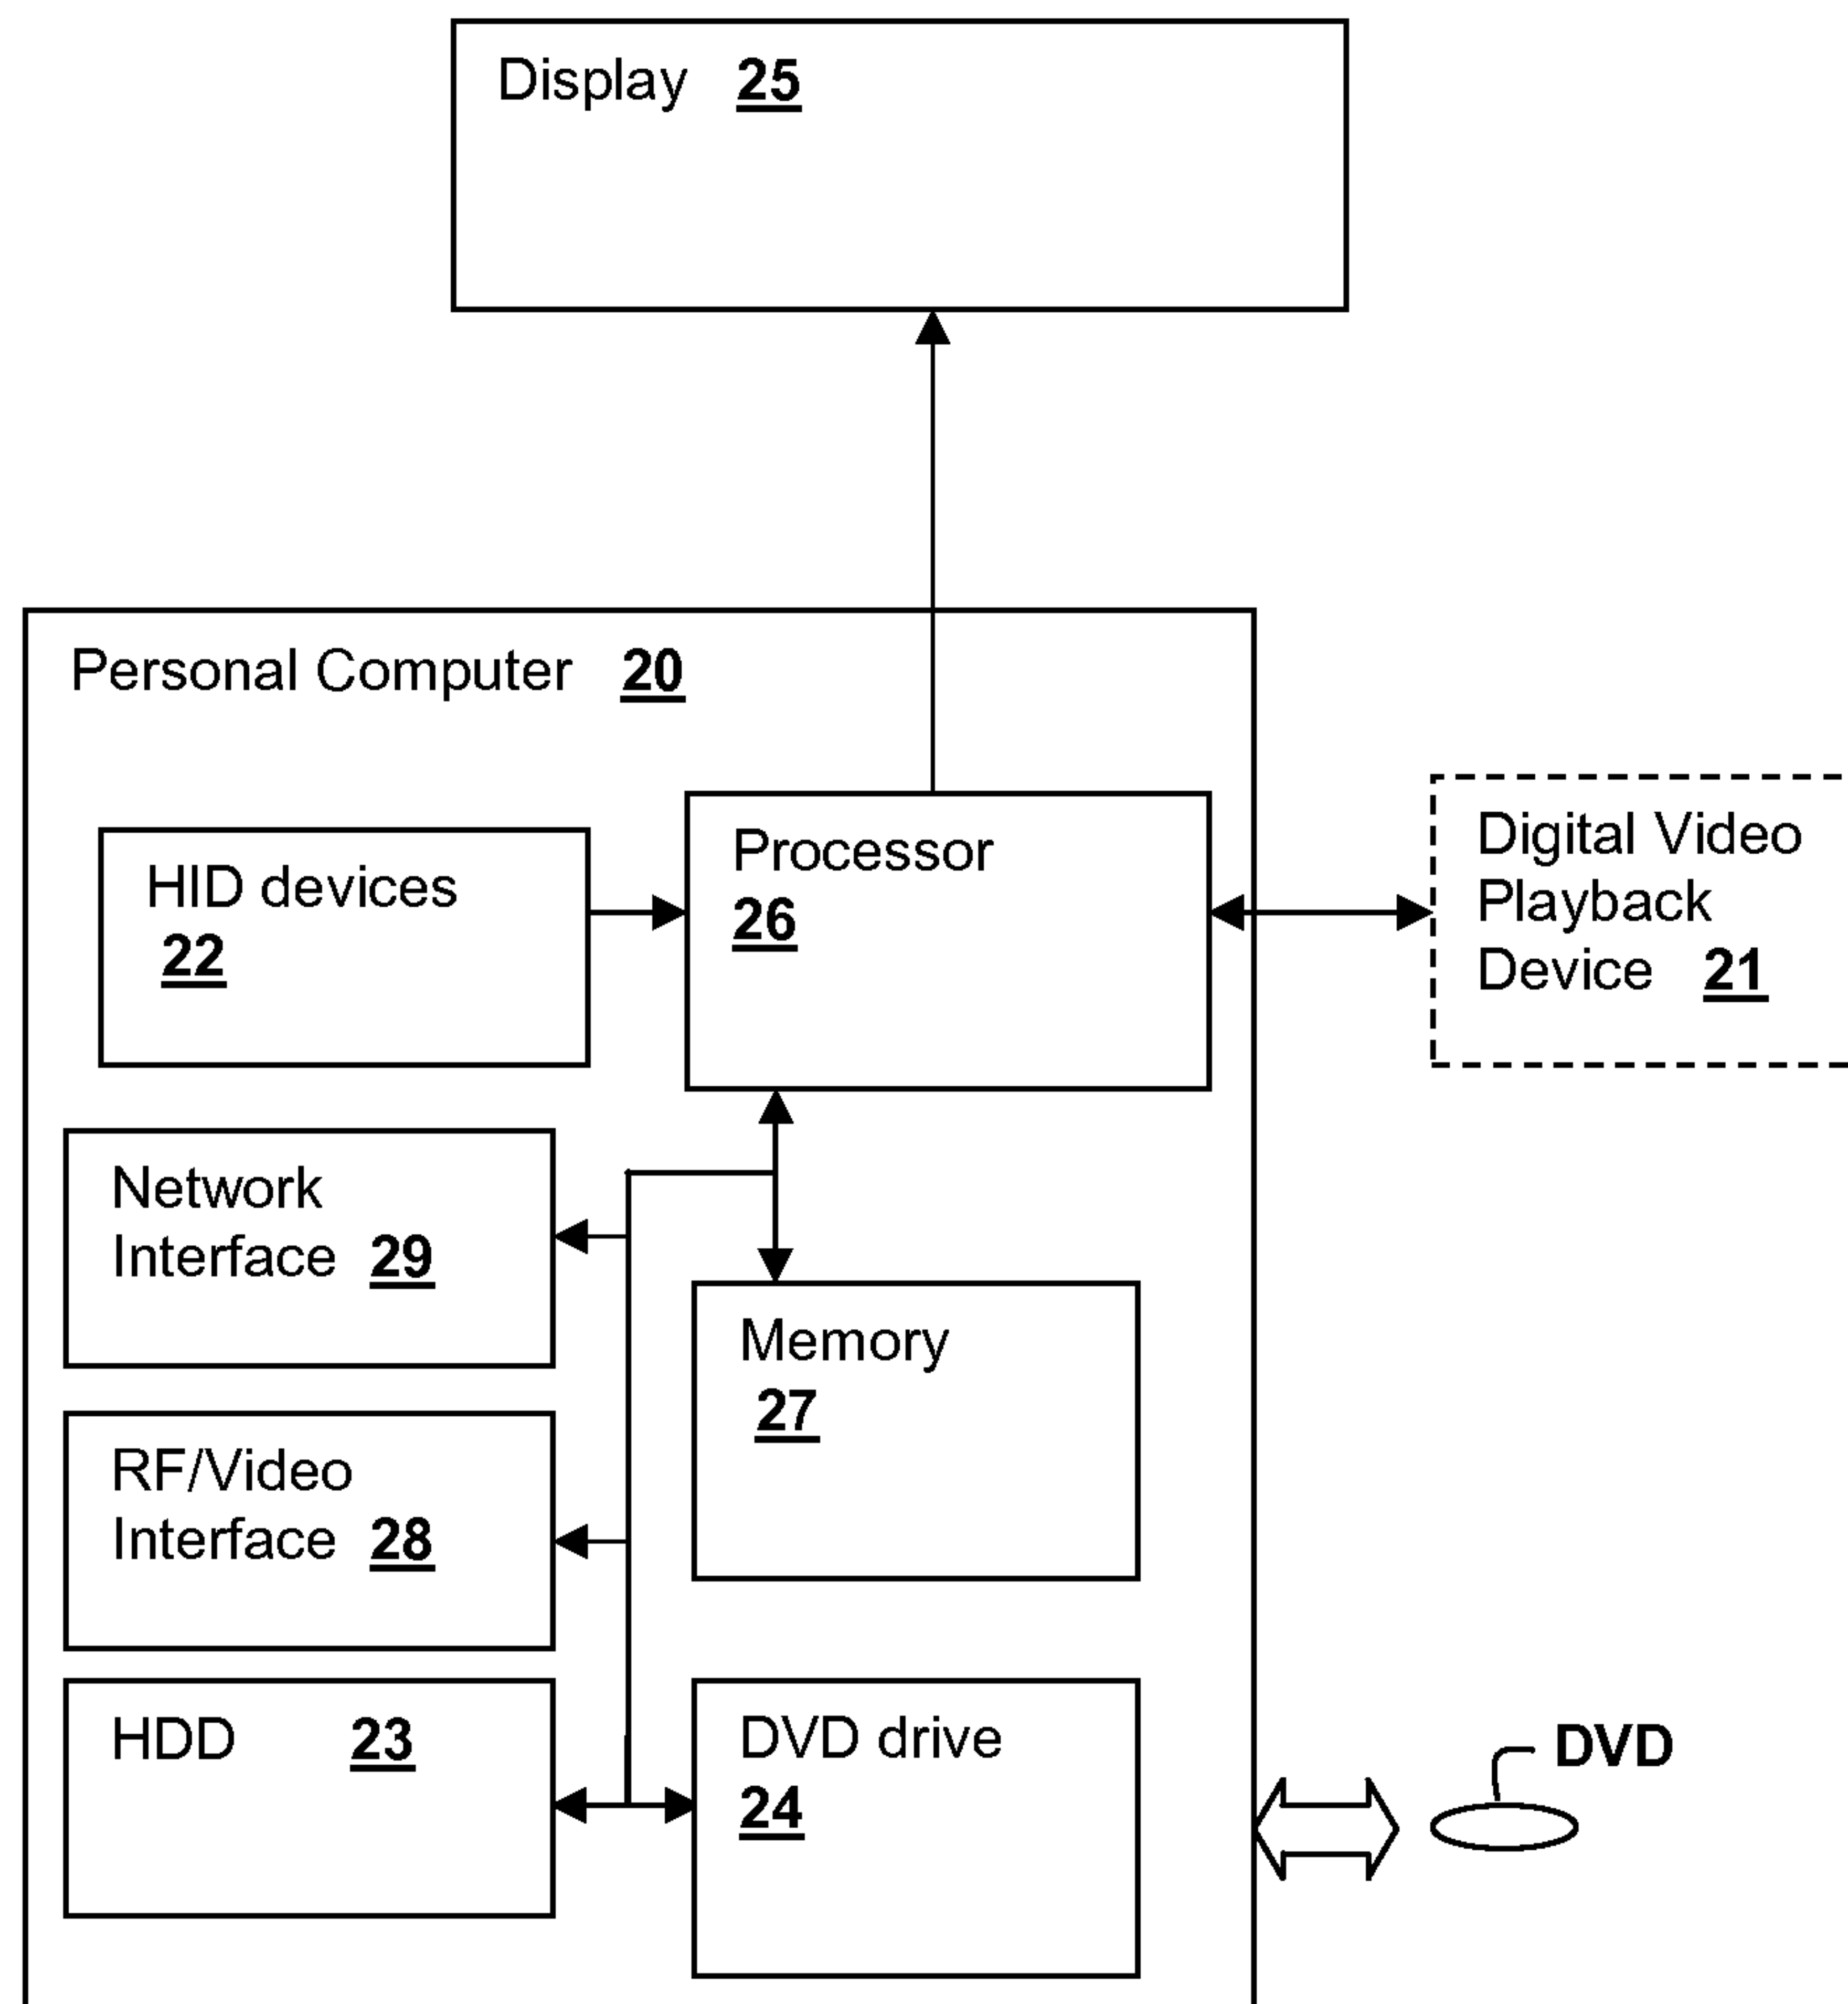 Display 25
Personal Computer 20
HID devices
22
Processor
26
Digital Video
Playback
Device 21
Network
Interface 29
Memory
27
RF/Video
Interface 28
HDD 23
DVD drive
24
DVD